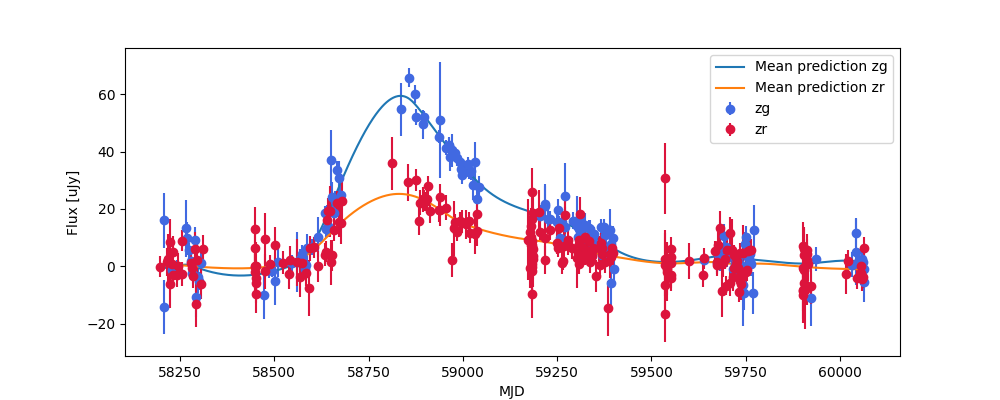 Mean prediction zg
Mean prediction zr
zg
zr
Flux [uJy]
60
40
20
0
−20
58250 58500 58750 59000 59250 59500 59750 60000
MJD